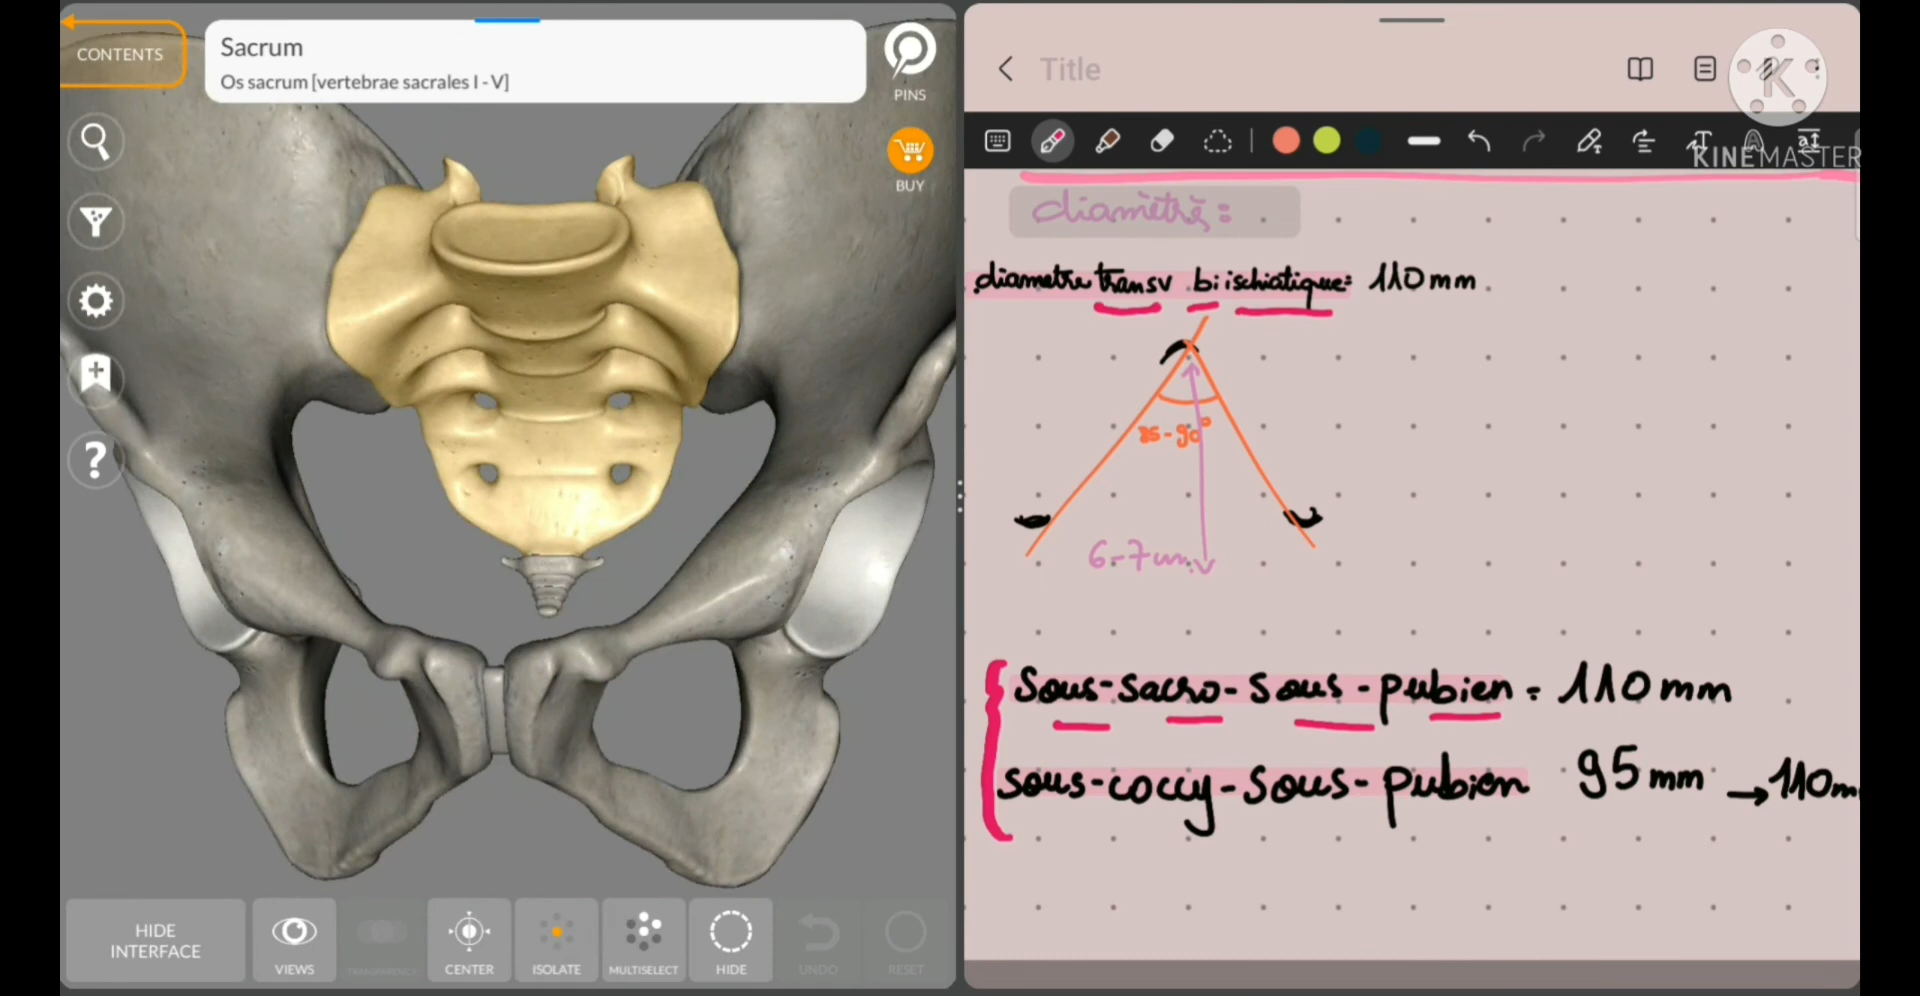 CONTENTS
Sacrum
Os sacrum [vertebrae sacrales I - V]
PINS
BUY
?
HIDE
INTERFACE
VIEWS
TRANSPARENCY
CENTER
ISOLATE
MULTISELECT
HIDE
UNDO
RESET
Title
K
KINEMASTER
diamètre:
diametre transv bi ischiatique: 110 mm
85-90°
6-7 cm
Sous-sacro-sous-pubien = 110 mm
sous-coccy-sous-pubien 95 mm → 110 m